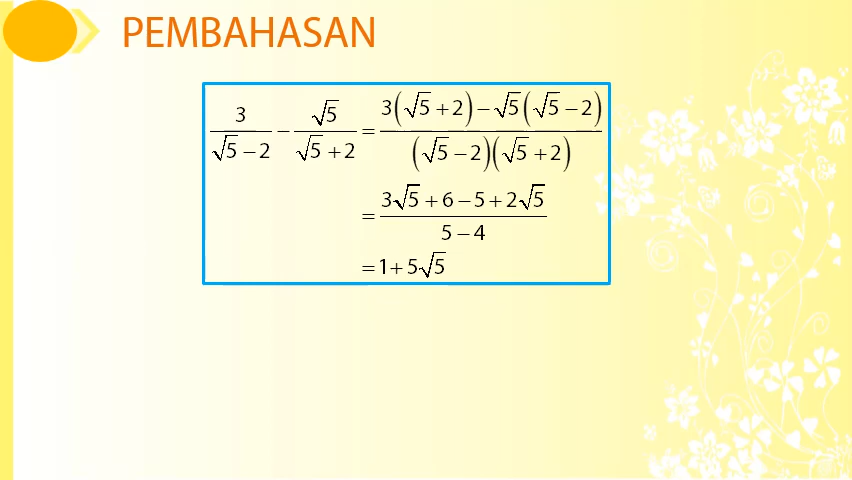 PEMBAHASAN
3/(√5 − 2) − √5/(√5 + 2) = (3(√5 + 2) − √5(√5 − 2))/((√5 − 2)(√5 + 2))
= (3√5 + 6 − 5 + 2√5)/(5 − 4)
= 1 + 5√5